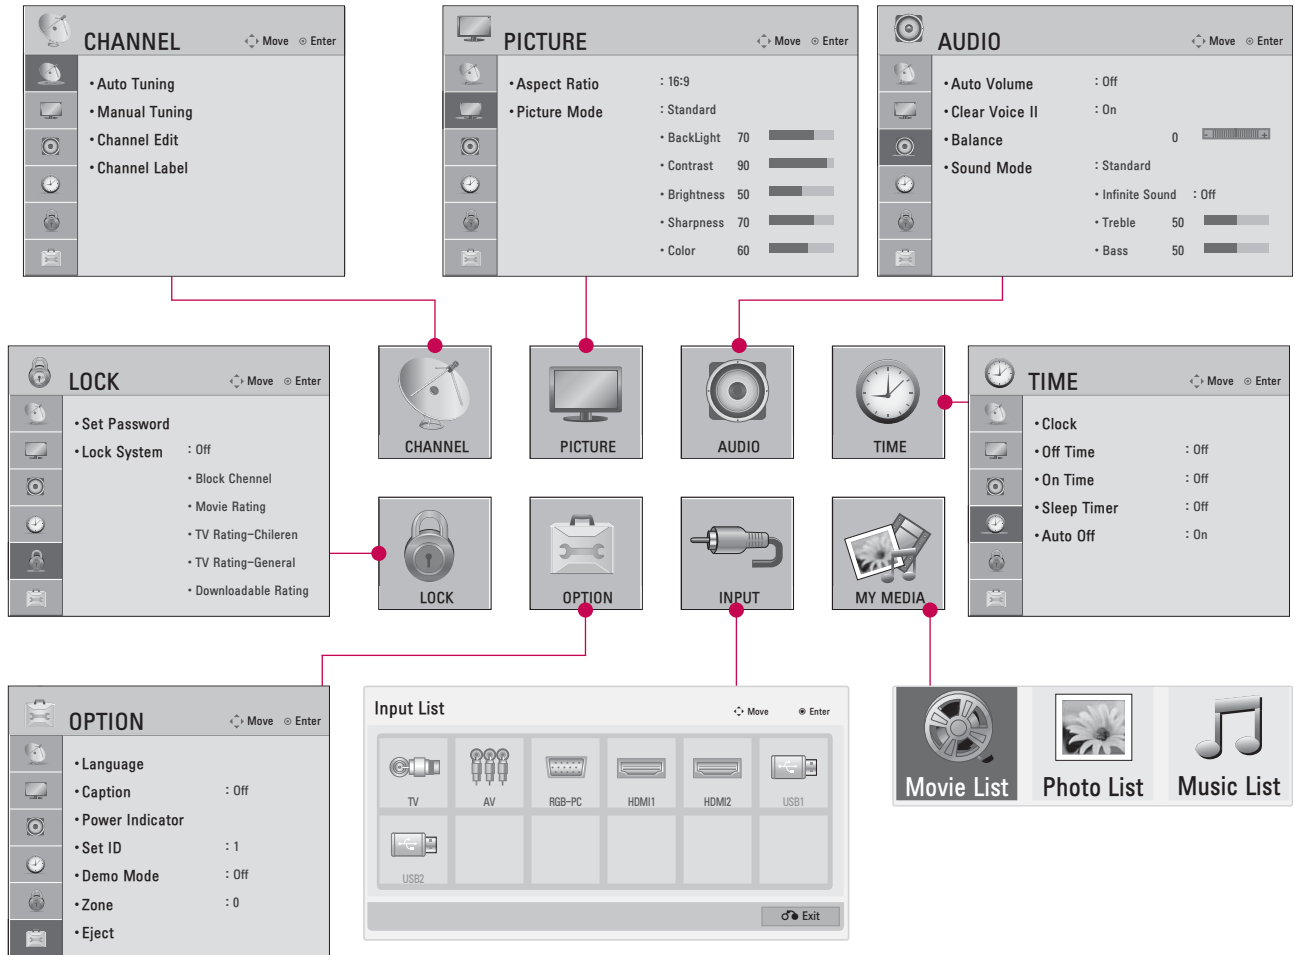 CHANNEL
Move
Enter
• Auto Tuning
• Manual Tuning
• Channel Edit
• Channel Label
PICTURE
Move
Enter
• Aspect Ratio : 16:9
• Picture Mode : Standard
• BackLight 70
• Contrast 90
• Brightness 50
• Sharpness 70
• Color 60
AUDIO
Move
Enter
• Auto Volume : Off
• Clear Voice II : On
• Balance 0
- +
• Sound Mode : Standard
• Infinite Sound : Off
• Treble 50
• Bass 50
LOCK
Move
Enter
• Set Password
• Lock System : Off
• Block Chennel
• Movie Rating
• TV Rating-Chileren
• TV Rating-General
• Downloadable Rating
CHANNEL
PICTURE
AUDIO
TIME
LOCK
OPTION
INPUT
MY MEDIA
TIME
Move
Enter
• Clock
• Off Time : Off
• On Time : Off
• Sleep Timer : Off
• Auto Off : On
OPTION
Move
Enter
• Language
• Caption : Off
• Power Indicator
• Set ID : 1
• Demo Mode : Off
• Zone : 0
• Eject
Input List
Move
Enter
TV
AV
RGB-PC
HDMI1
HDMI2
USB1
USB2
Exit
Movie List
Photo List
Music List